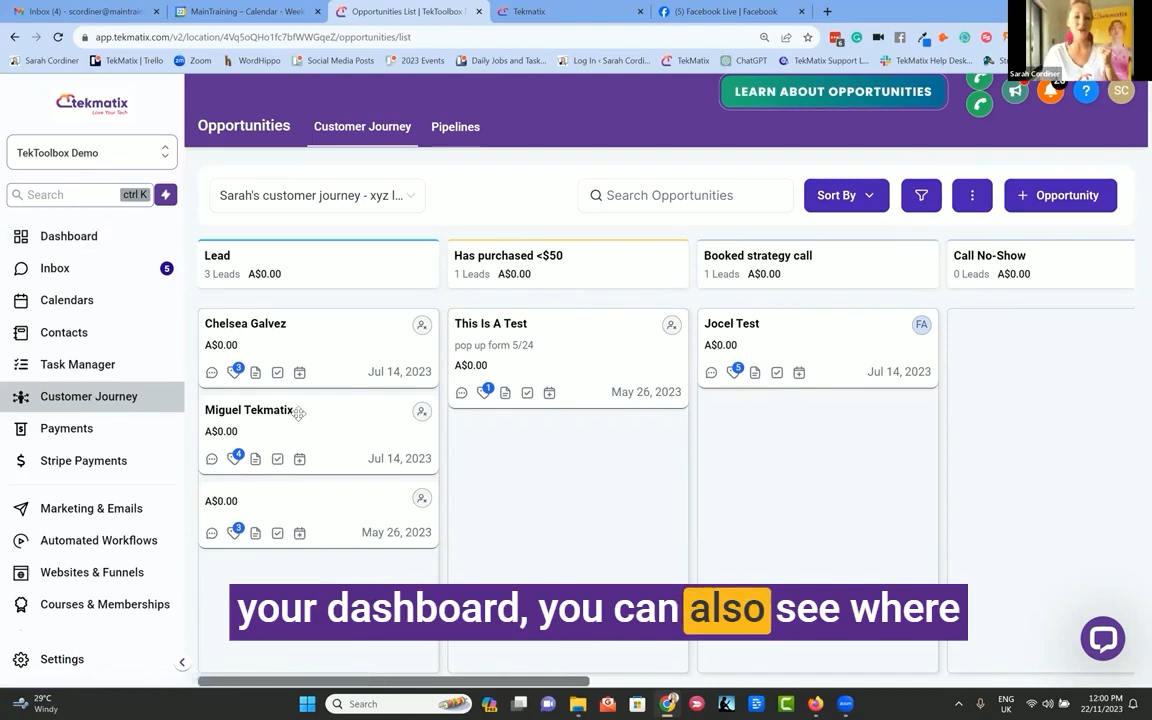 Inbox (5) - scordiner@maintrain
MainTraining – Calendar - Week
Opportunities List | TekToolbox
Tekmatix
(5) Facebook Live | Facebook
app.tekmatix.com/v2/location/4Vq5oQHo1fc7bfWWGqeZ/opportunities/list
Sarah Cordiner
TekMatix | Trello
Zoom
WordHippo
Social Media Posts
2023 Events
Daily Jobs and Task...
Log In ‹ Sarah Cordi...
TekMatix
ChatGPT
TekMatix Support L...
TekMatix Help Desk...
Sarah Cordiner
tekmatix
Love Your Tech
LEARN ABOUT OPPORTUNITIES
SC
Opportunities
Customer Journey
Pipelines
TekToolbox Demo
Search
ctrl K
Sarah's customer journey - xyz l...
Search Opportunities
Sort By
+ Opportunity
Dashboard
Inbox
5
Calendars
Contacts
Task Manager
Customer Journey
Payments
Stripe Payments
Marketing & Emails
Automated Workflows
Websites & Funnels
Courses & Memberships
Settings
Lead
3 Leads A$0.00
Has purchased <$50
1 Leads A$0.00
Booked strategy call
1 Leads A$0.00
Call No-Show
0 Leads A$0.00
Chelsea Galvez
A$0.00
3
Jul 14, 2023
Miguel Tekmatix
A$0.00
4
Jul 14, 2023
A$0.00
3
May 26, 2023
This Is A Test
pop up form 5/24
A$0.00
1
May 26, 2023
Jocel Test
FA
A$0.00
5
Jul 14, 2023
your dashboard, you can also see where
29°C
Windy
Search
ENG
UK
12:00 PM
22/11/2023